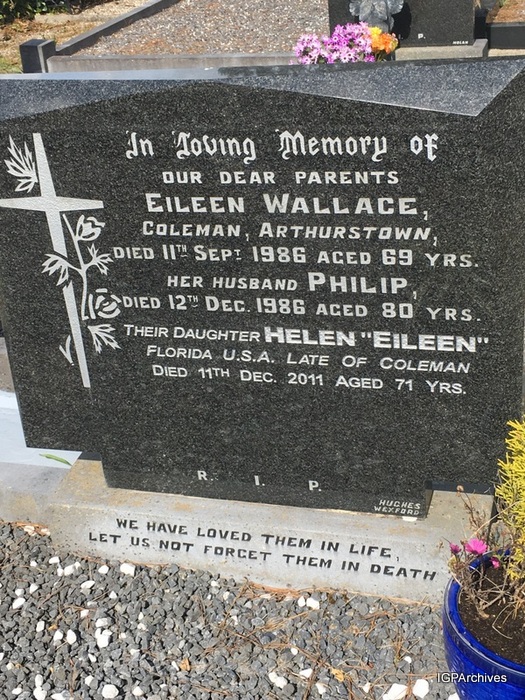 P.
HELEN
In Loving Memory of
OUR DEAR PARENTS
EILEEN WALLACE,
COLEMAN, ARTHURSTOWN,
DIED 11TH SEPT 1986 AGED 69 YRS.
HER HUSBAND PHILIP,
DIED 12TH DEC. 1986 AGED 80 YRS.
THEIR DAUGHTER HELEN "EILEEN"
FLORIDA U.S.A. LATE OF COLEMAN
DIED 11TH DEC. 2011 AGED 71 YRS.
R. I. P.
HUGHES
WEXFORD
WE HAVE LOVED THEM IN LIFE,
LET US NOT FORGET THEM IN DEATH
IGPArchives